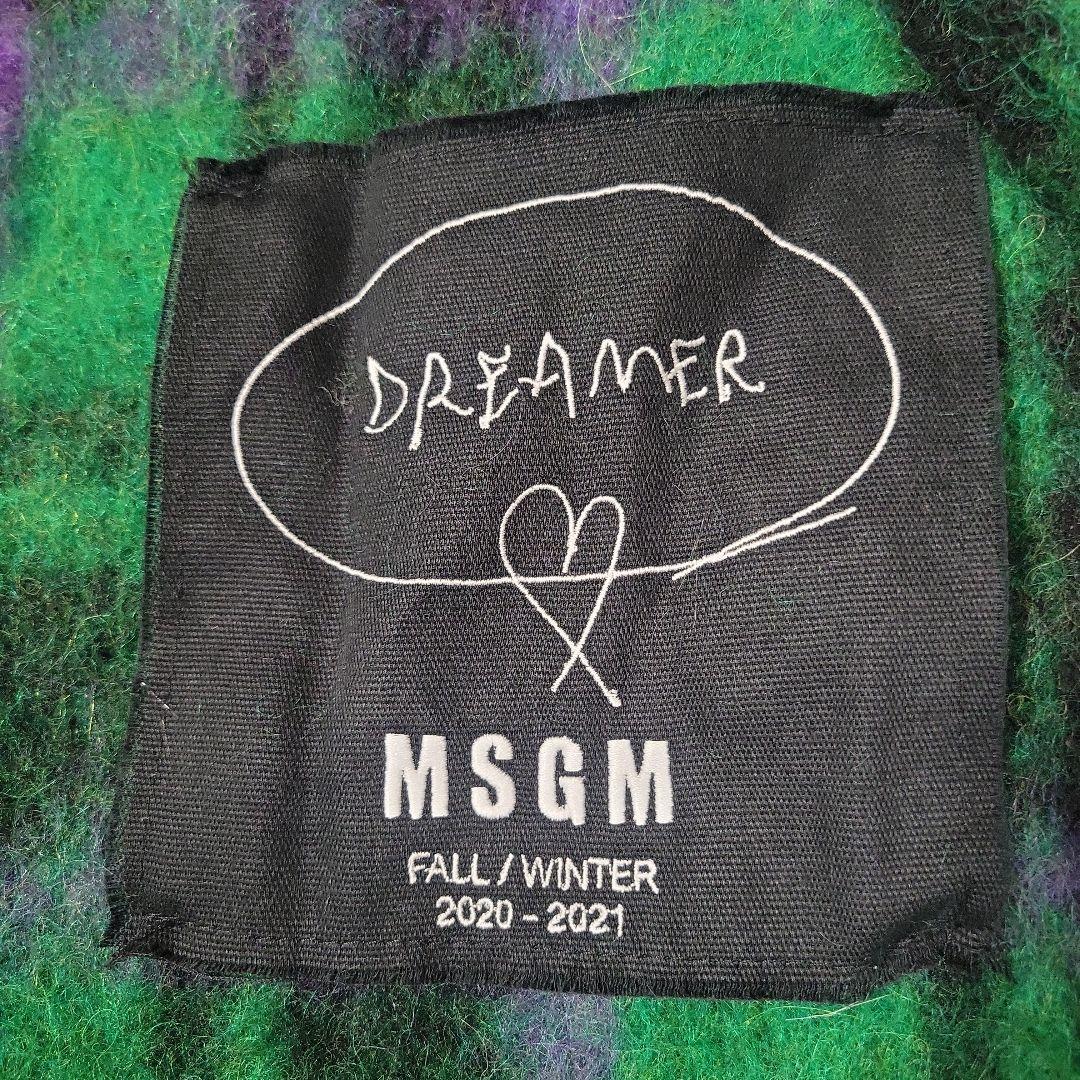 DREAMER
MSGM
FALL / WINTER
2020 - 2021